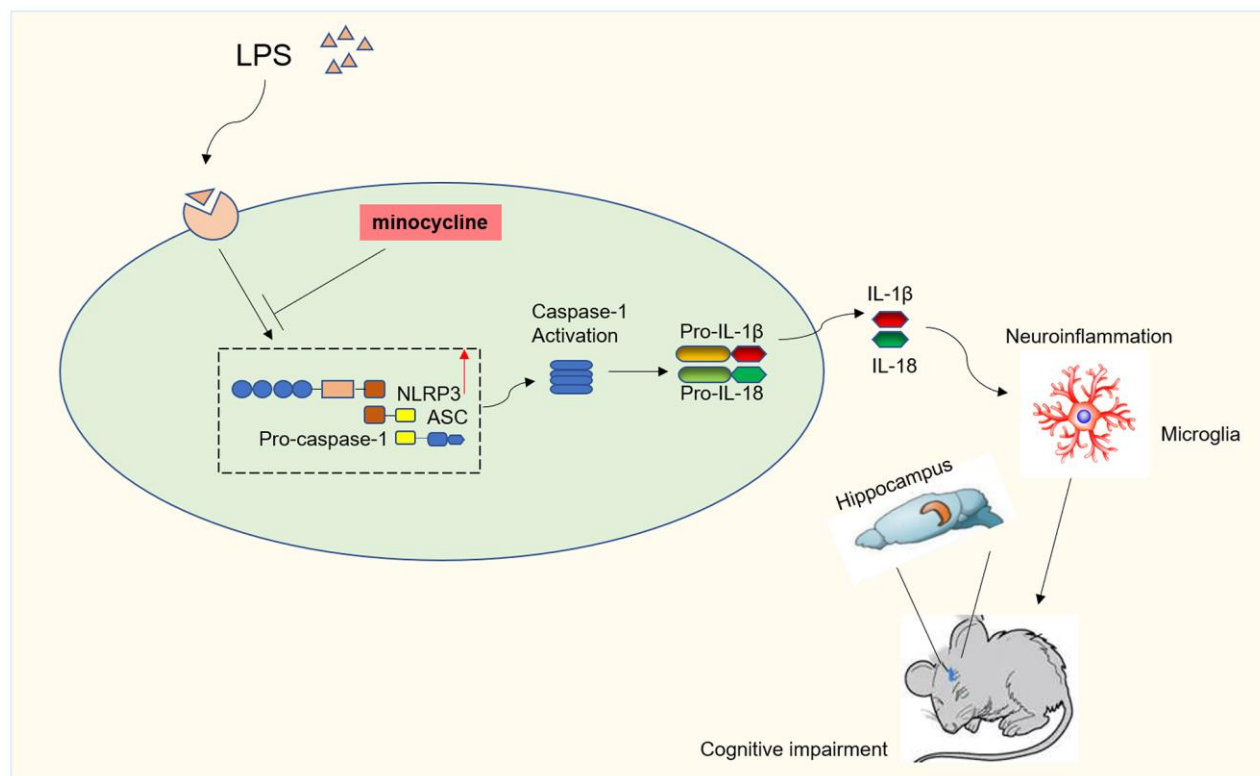 LPS
minocycline
NLRP3
ASC
Pro-caspase-1
Caspase-1
Activation
Pro-IL-1β
Pro-IL-18
IL-1β
IL-18
Neuroinflammation
Microglia
Hippocampus
Cognitive impairment